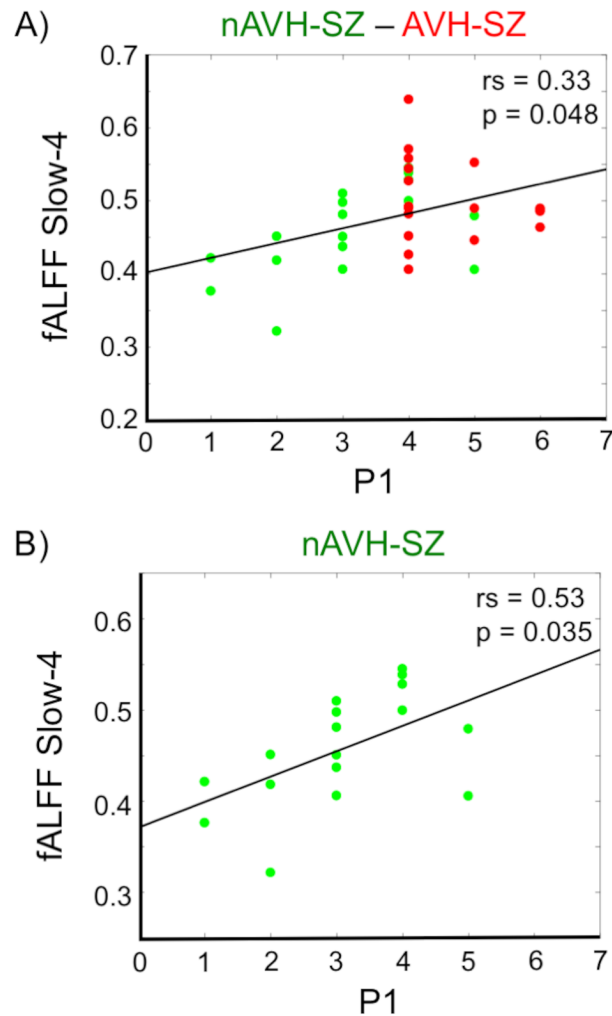 A)
nAVH-SZ – AVH-SZ
0.7
rs = 0.33
p = 0.048
0.6
0.5
0.4
0.3
0.2
fALFF Slow-4
0 1 2 3 4 5 6 7
P1
B)
nAVH-SZ
rs = 0.53
p = 0.035
0.6
0.5
0.4
0.3
fALFF Slow-4
0 1 2 3 4 5 6 7
P1